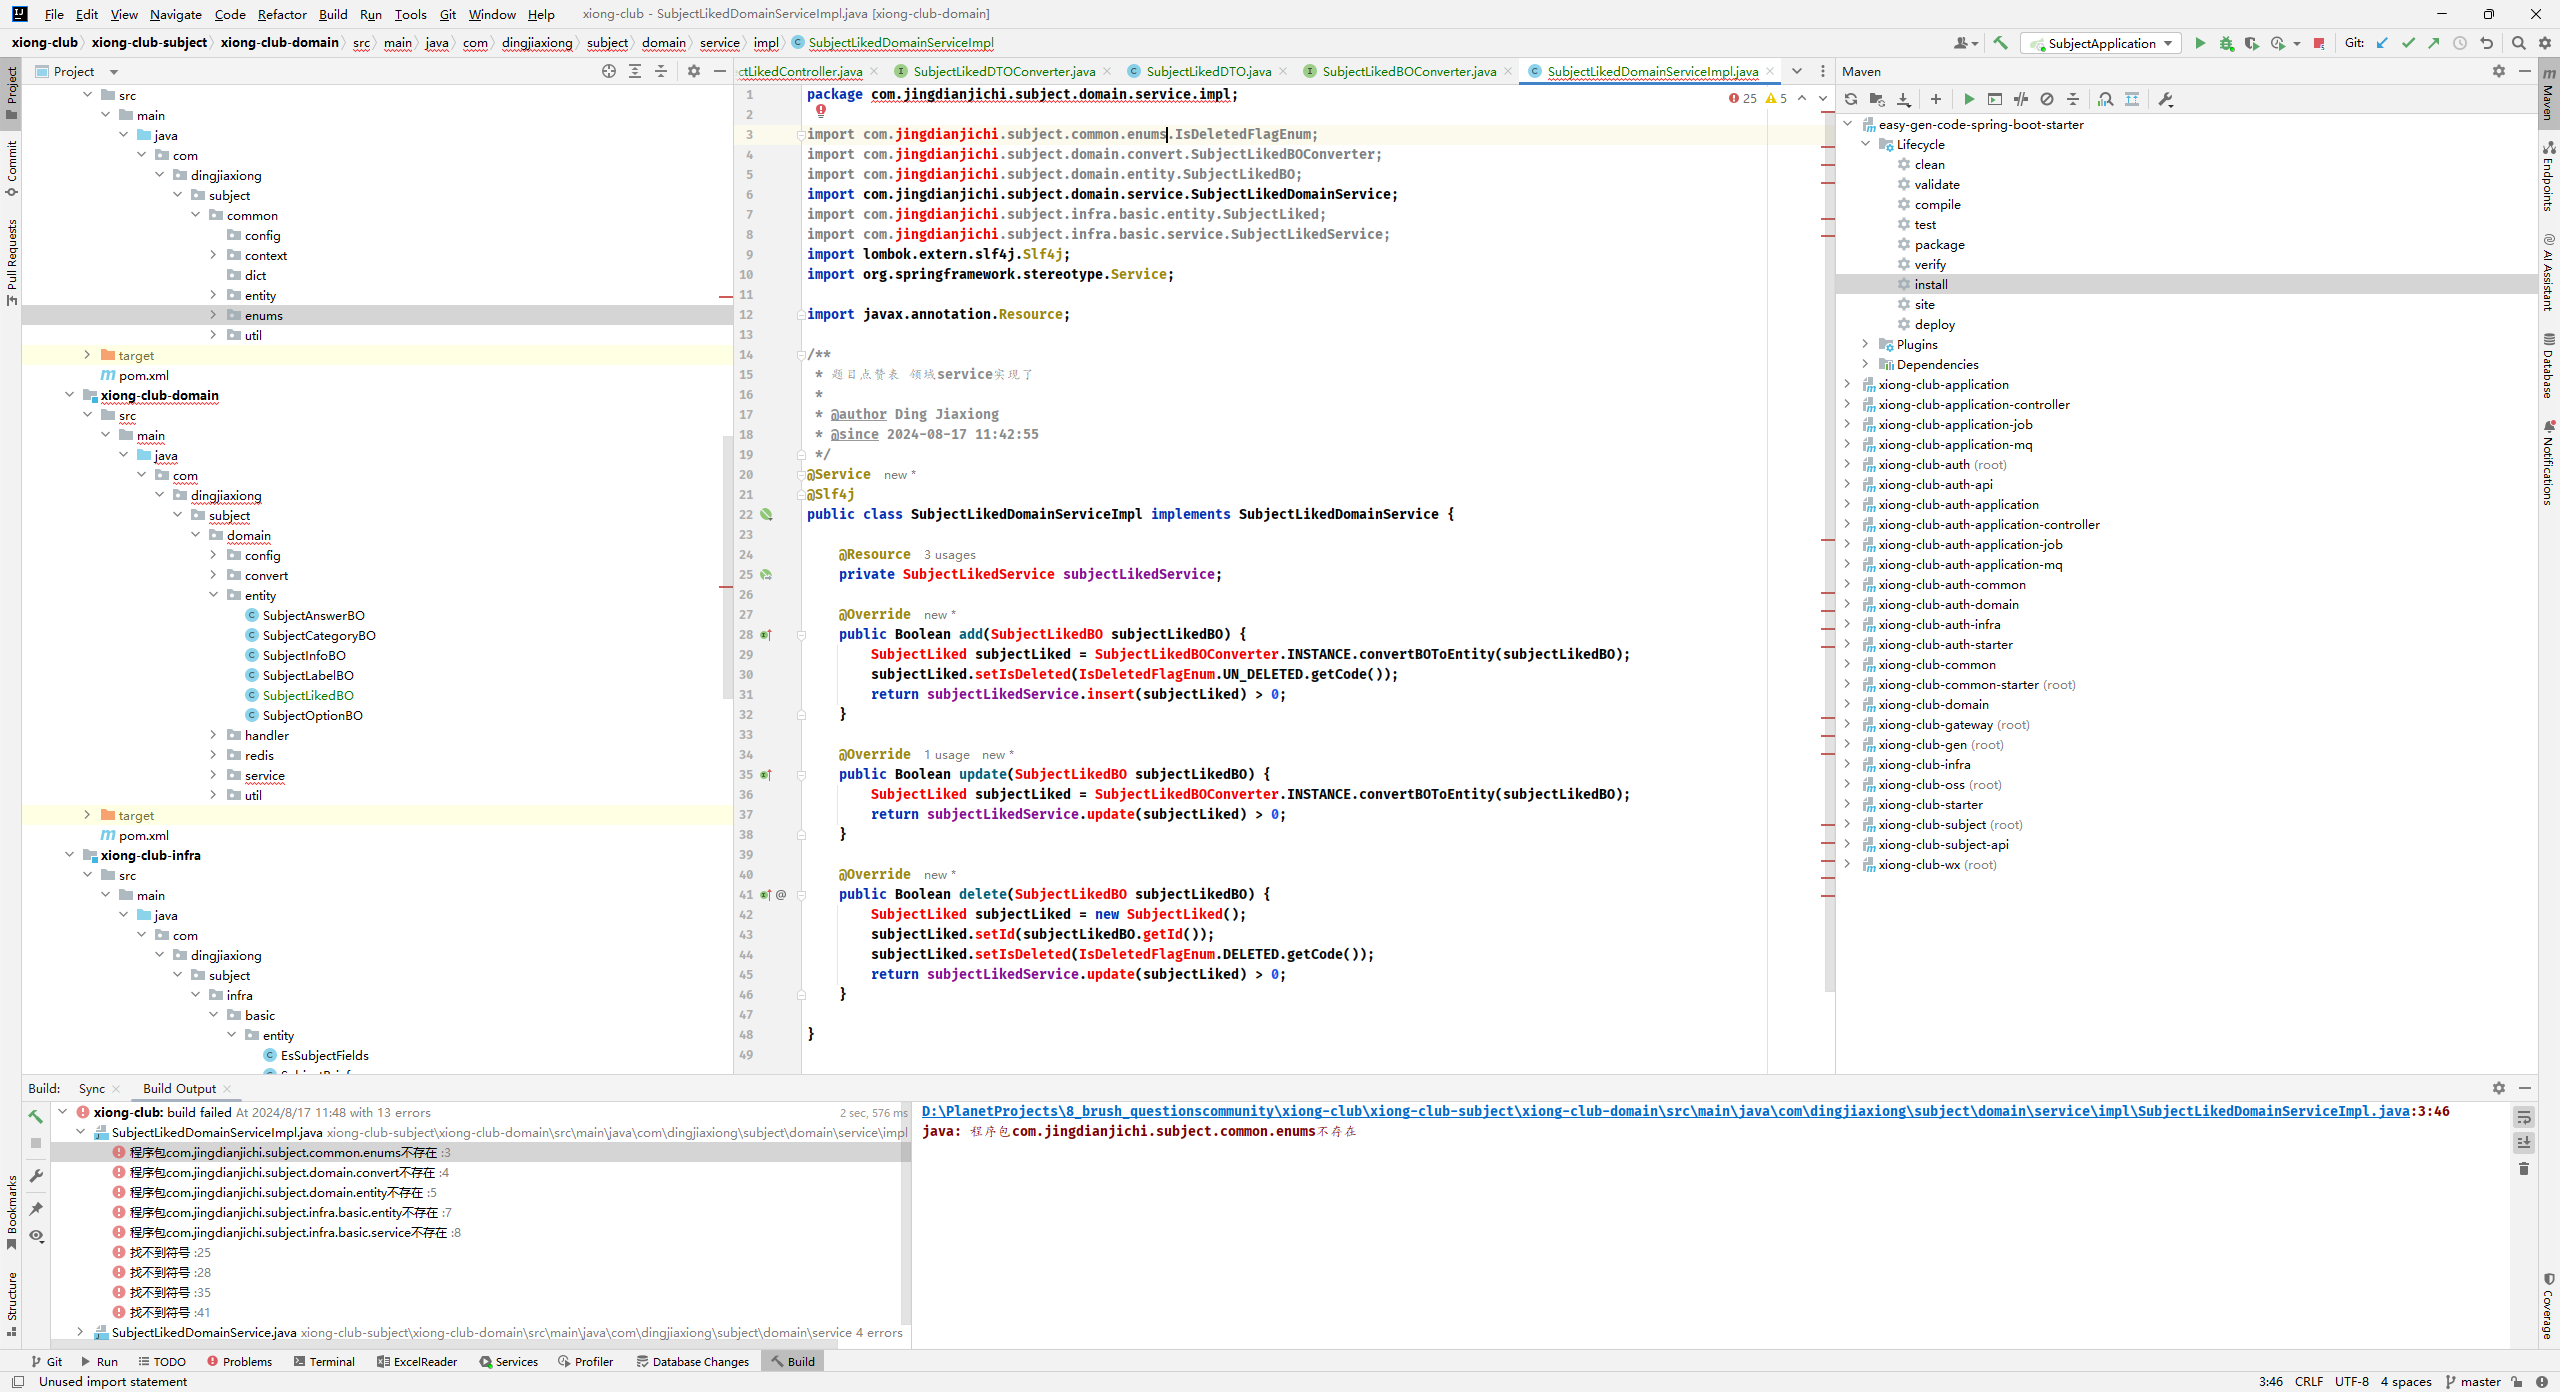 File Edit View Navigate Code Refactor Build Run Tools Git Window Help xiong-club - SubjectLikedDomainServiceImpl.java [xiong-club-domain]
xiong-club xiong-club-subject xiong-club-domain src main java com dingjiaxiong subject domain service impl SubjectLikedDomainServiceImpl SubjectApplication Git:
Project
Commit
Pull Requests
Bookmarks
Structure
Project
src
main
java
com
dingjiaxiong
subject
common
config
context
dict
entity
enums
util
target
pom.xml
xiong-club-domain
src
main
java
com
dingjiaxiong
subject
domain
config
convert
entity
SubjectAnswerBO
SubjectCategoryBO
SubjectInfoBO
SubjectLabelBO
SubjectLikedBO
SubjectOptionBO
handler
redis
service
util
target
pom.xml
xiong-club-infra
src
main
java
com
dingjiaxiong
subject
infra
basic
entity
EsSubjectFields
ctLikedController.java SubjectLikedDTOConverter.java SubjectLikedDTO.java SubjectLikedBOConverter.java SubjectLikedDomainServiceImpl.java
25 5
1 package com.jingdianjichi.subject.domain.service.impl;
2
3 import com.jingdianjichi.subject.common.enums.IsDeletedFlagEnum;
4 import com.jingdianjichi.subject.domain.convert.SubjectLikedBOConverter;
5 import com.jingdianjichi.subject.domain.entity.SubjectLikedBO;
6 import com.jingdianjichi.subject.domain.service.SubjectLikedDomainService;
7 import com.jingdianjichi.subject.infra.basic.entity.SubjectLiked;
8 import com.jingdianjichi.subject.infra.basic.service.SubjectLikedService;
9 import lombok.extern.slf4j.Slf4j;
10 import org.springframework.stereotype.Service;
11
12 import javax.annotation.Resource;
13
14 /**
15 * 题目点赞表 领域service实现了
16 *
17 * @author Ding Jiaxiong
18 * @since 2024-08-17 11:42:55
19 */
20 @Service new *
21 @Slf4j
22 public class SubjectLikedDomainServiceImpl implements SubjectLikedDomainService {
23
24 @Resource 3 usages
25 private SubjectLikedService subjectLikedService;
26
27 @Override new *
28 public Boolean add(SubjectLikedBO subjectLikedBO) {
29 SubjectLiked subjectLiked = SubjectLikedBOConverter.INSTANCE.convertBOToEntity(subjectLikedBO);
30 subjectLiked.setIsDeleted(IsDeletedFlagEnum.UN_DELETED.getCode());
31 return subjectLikedService.insert(subjectLiked) > 0;
32 }
33
34 @Override 1 usage new *
35 public Boolean update(SubjectLikedBO subjectLikedBO) {
36 SubjectLiked subjectLiked = SubjectLikedBOConverter.INSTANCE.convertBOToEntity(subjectLikedBO);
37 return subjectLikedService.update(subjectLiked) > 0;
38 }
39
40 @Override new *
41 @ public Boolean delete(SubjectLikedBO subjectLikedBO) {
42 SubjectLiked subjectLiked = new SubjectLiked();
43 subjectLiked.setId(subjectLikedBO.getId());
44 subjectLiked.setIsDeleted(IsDeletedFlagEnum.DELETED.getCode());
45 return subjectLikedService.update(subjectLiked) > 0;
46 }
47
48 }
49
Maven
easy-gen-code-spring-boot-starter
Lifecycle
clean
validate
compile
test
package
verify
install
site
deploy
Plugins
Dependencies
xiong-club-application
xiong-club-application-controller
xiong-club-application-job
xiong-club-application-mq
xiong-club-auth (root)
xiong-club-auth-api
xiong-club-auth-application
xiong-club-auth-application-controller
xiong-club-auth-application-job
xiong-club-auth-application-mq
xiong-club-auth-common
xiong-club-auth-domain
xiong-club-auth-infra
xiong-club-auth-starter
xiong-club-common
xiong-club-common-starter (root)
xiong-club-domain
xiong-club-gateway (root)
xiong-club-gen (root)
xiong-club-infra
xiong-club-oss (root)
xiong-club-starter
xiong-club-subject (root)
xiong-club-subject-api
xiong-club-wx (root)
Maven
Endpoints
AI Assistant
Database
Notifications
Coverage
Build: Sync Build Output
xiong-club: build failed At 2024/8/17 11:48 with 13 errors 2 sec, 576 ms
SubjectLikedDomainServiceImpl.java xiong-club-subject\xiong-club-domain\src\main\java\com\dingjiaxiong\subject\domain\service\impl
程序包com.jingdianjichi.subject.common.enums不存在 :3
程序包com.jingdianjichi.subject.domain.convert不存在 :4
程序包com.jingdianjichi.subject.domain.entity不存在 :5
程序包com.jingdianjichi.subject.infra.basic.entity不存在 :7
程序包com.jingdianjichi.subject.infra.basic.service不存在 :8
找不到符号 :25
找不到符号 :28
找不到符号 :35
找不到符号 :41
SubjectLikedDomainService.java xiong-club-subject\xiong-club-domain\src\main\java\com\dingjiaxiong\subject\domain\service 4 errors
D:\PlanetProjects\8_brush_questionscommunity\xiong-club\xiong-club-subject\xiong-club-domain\src\main\java\com\dingjiaxiong\subject\domain\service\impl\SubjectLikedDomainServiceImpl.java:3:46
java: 程序包com.jingdianjichi.subject.common.enums不存在
Git Run TODO Problems Terminal ExcelReader Services Profiler Database Changes Build
Unused import statement 3:46 CRLF UTF-8 4 spaces master